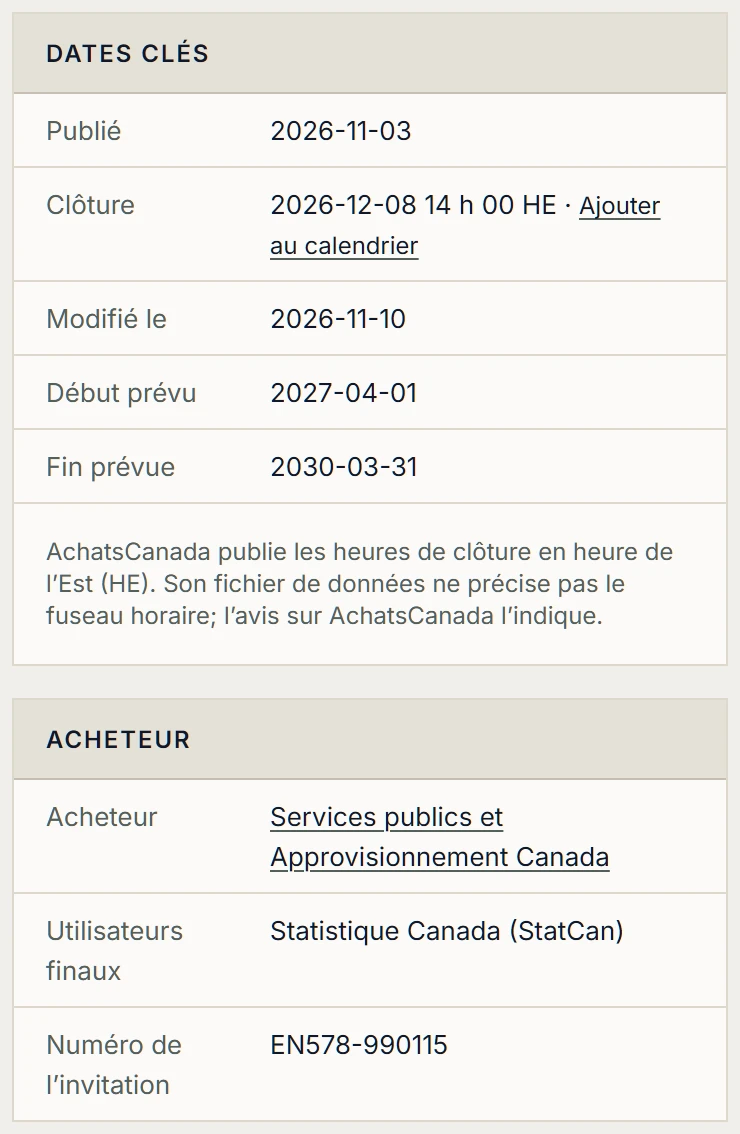 DATES CLÉS
Publié 2026-11-03
Clôture 2026-12-08 14 h 00 HE · Ajouter
au calendrier
Modifié le 2026-11-10
Début prévu 2027-04-01
Fin prévue 2030-03-31
AchatsCanada publie les heures de clôture en heure de
l’Est (HE). Son fichier de données ne précise pas le
fuseau horaire; l’avis sur AchatsCanada l’indique.
ACHETEUR
Acheteur Services publics et
Approvisionnement Canada
Utilisateurs Statistique Canada (StatCan)
finaux
Numéro de EN578-990115
l’invitation